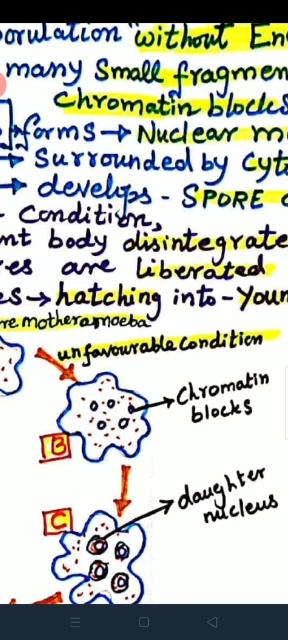 without En
many small fragmen
Chromatin blocks
forms → Nuclear m
→ Surrounded by Cyt
→ develops - SPORE
Condition,
nt body disintegrate
es are liberated
es → hatching into - Youn
re mother amoeba
unfavourable condition
Chromatin
blocks
B
daughter
nucleus
C